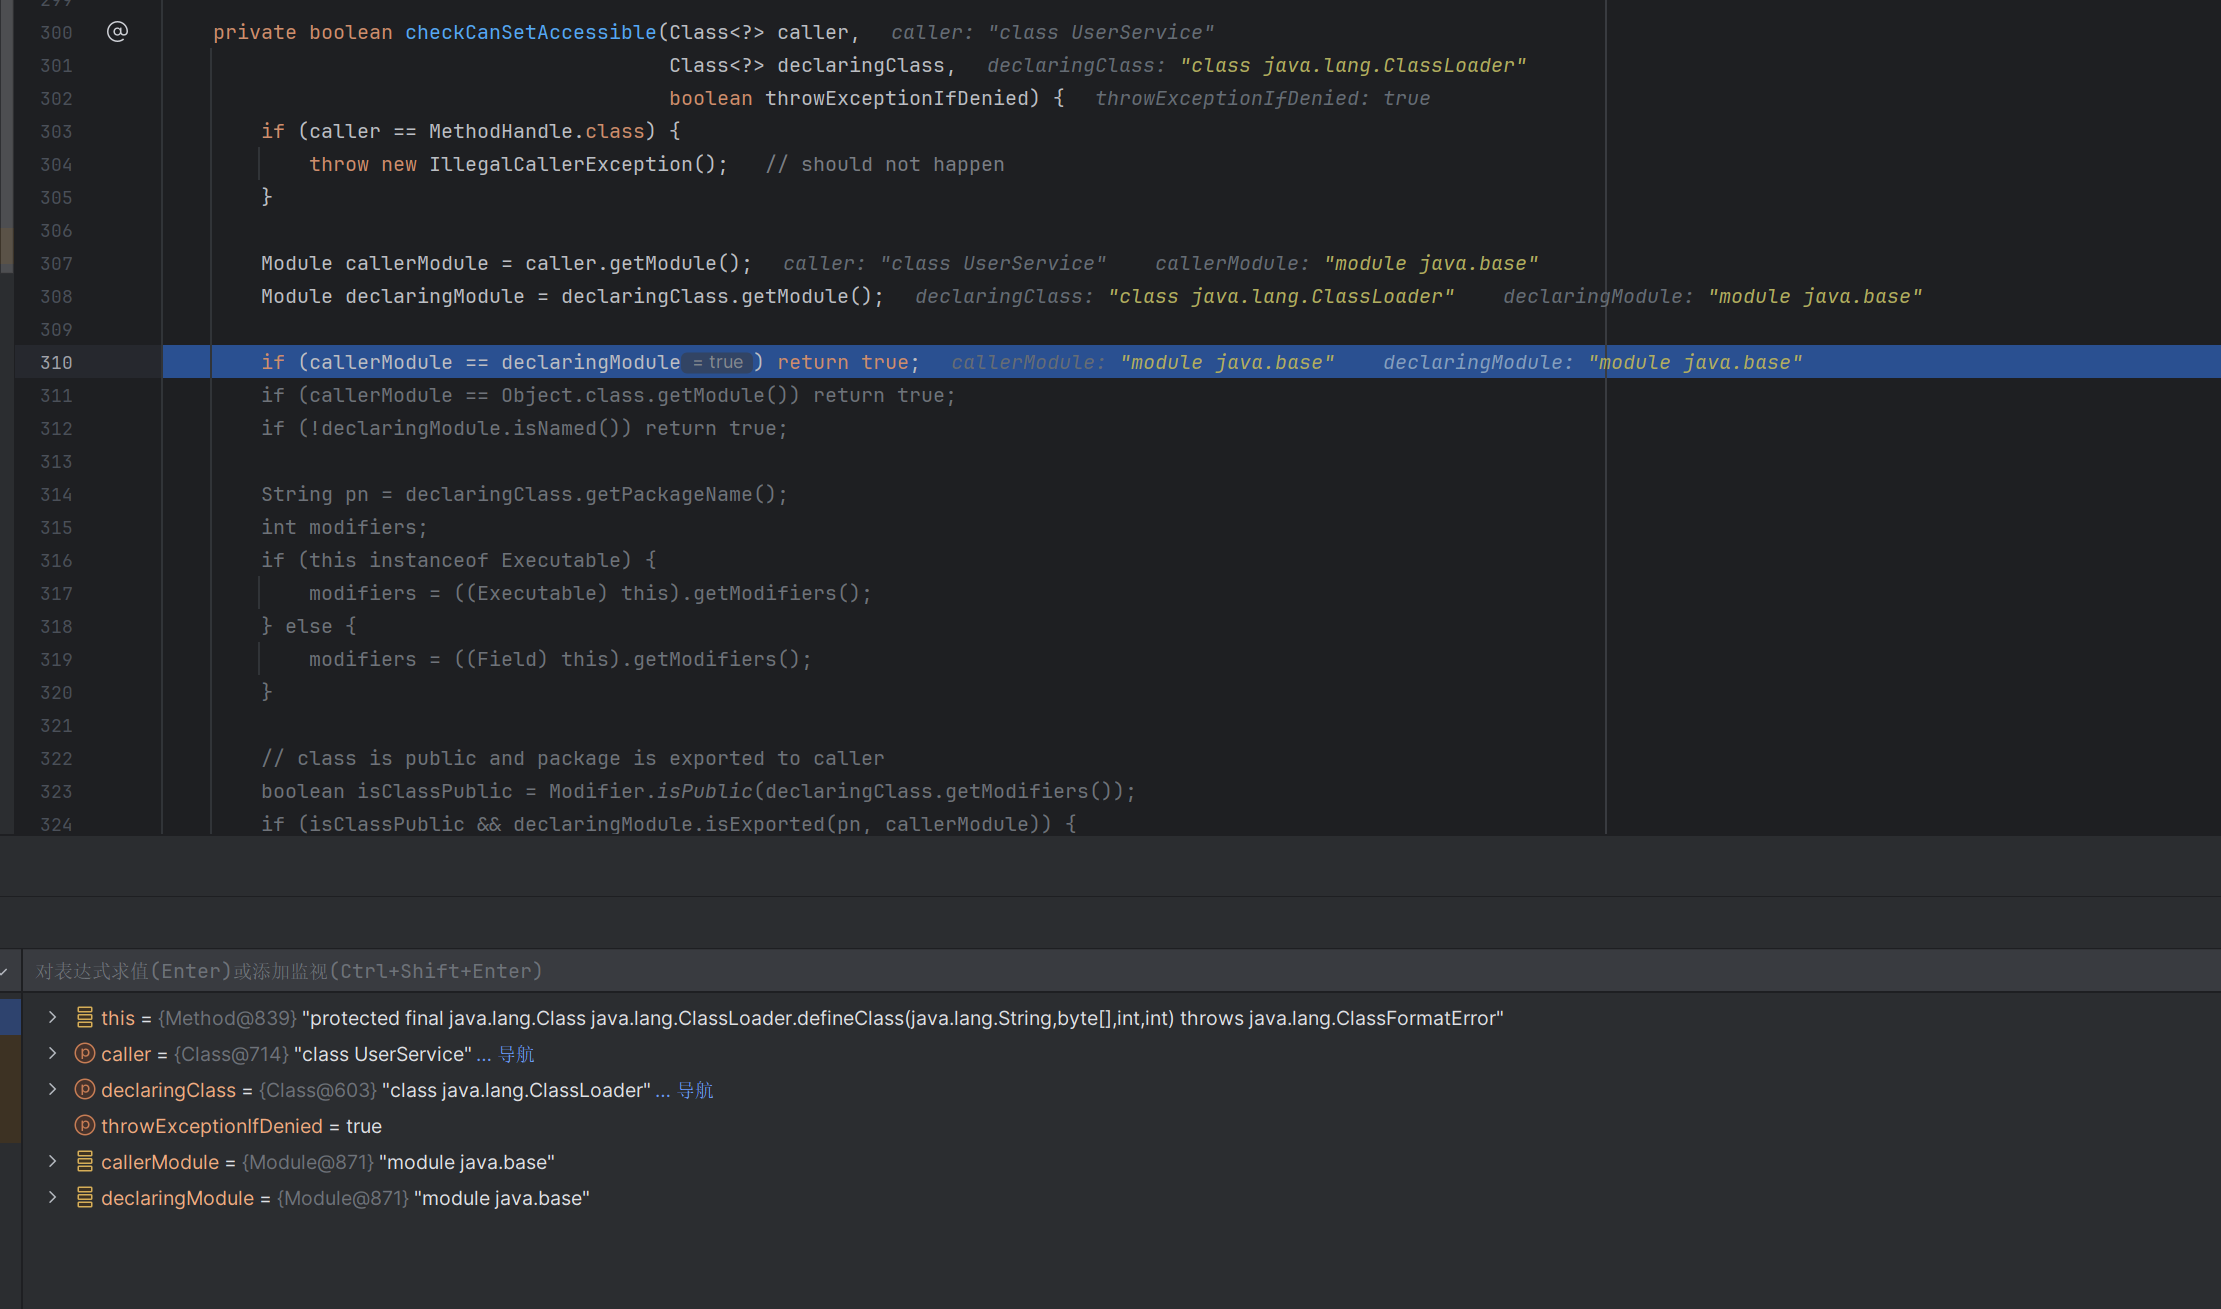 299
300 @ private boolean checkCanSetAccessible(Class<?> caller, caller: "class UserService"
301 Class<?> declaringClass, declaringClass: "class java.lang.ClassLoader"
302 boolean throwExceptionIfDenied) { throwExceptionIfDenied: true
303 if (caller == MethodHandle.class) {
304 throw new IllegalCallerException(); // should not happen
305 }
306
307 Module callerModule = caller.getModule(); caller: "class UserService" callerModule: "module java.base"
308 Module declaringModule = declaringClass.getModule(); declaringClass: "class java.lang.ClassLoader" declaringModule: "module java.base"
309
310 if (callerModule == declaringModule = true ) return true; callerModule: "module java.base" declaringModule: "module java.base"
311 if (callerModule == Object.class.getModule()) return true;
312 if (!declaringModule.isNamed()) return true;
313
314 String pn = declaringClass.getPackageName();
315 int modifiers;
316 if (this instanceof Executable) {
317 modifiers = ((Executable) this).getModifiers();
318 } else {
319 modifiers = ((Field) this).getModifiers();
320 }
321
322 // class is public and package is exported to caller
323 boolean isClassPublic = Modifier.isPublic(declaringClass.getModifiers());
324 if (isClassPublic && declaringModule.isExported(pn, callerModule)) {
对表达式求值(Enter)或添加监视(Ctrl+Shift+Enter)
this = {Method@839} "protected final java.lang.Class java.lang.ClassLoader.defineClass(java.lang.String,byte[],int,int) throws java.lang.ClassFormatError"
p caller = {Class@714} "class UserService" ... 导航
p declaringClass = {Class@603} "class java.lang.ClassLoader" ... 导航
p throwExceptionIfDenied = true
callerModule = {Module@871} "module java.base"
declaringModule = {Module@871} "module java.base"